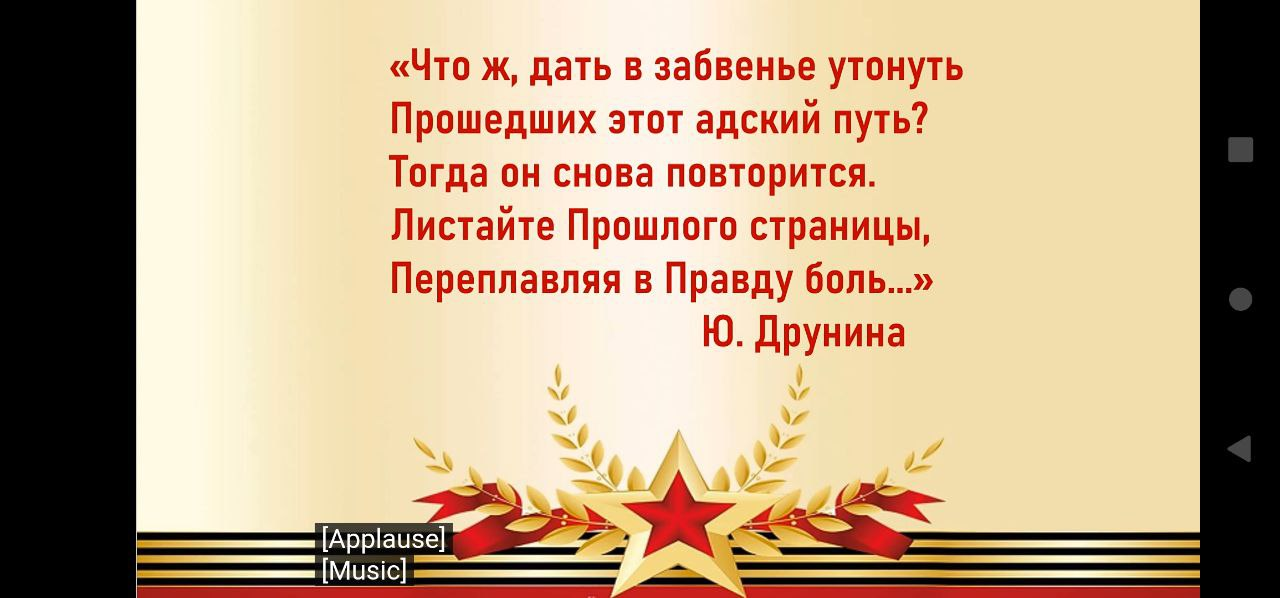 «Что ж, дать в забвенье утонуть
Прошедших этот адский путь?
Тогда он снова повторится.
Листайте Прошлого страницы,
Переплавляя в Правду боль...»
Ю. Друнина
[Applause]
[Music]